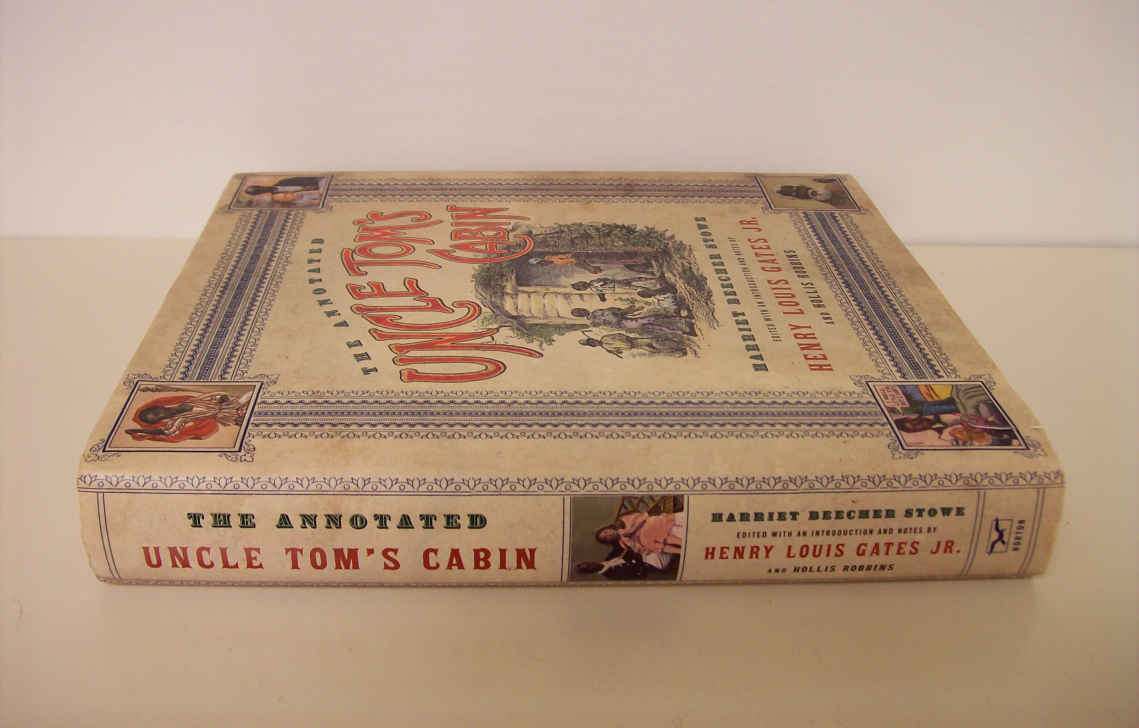 THE ANNOTATED
UNCLE TOM'S
CABIN
HARRIET BEECHER STOWE
EDITED WITH AN INTRODUCTION AND NOTES BY
HENRY LOUIS GATES JR.
AND HOLLIS ROBBINS
THE ANNOTATED
UNCLE TOM'S CABIN
HARRIET BEECHER STOWE
EDITED WITH AN INTRODUCTION AND NOTES BY
HENRY LOUIS GATES JR.
AND HOLLIS ROBBINS
NORTON